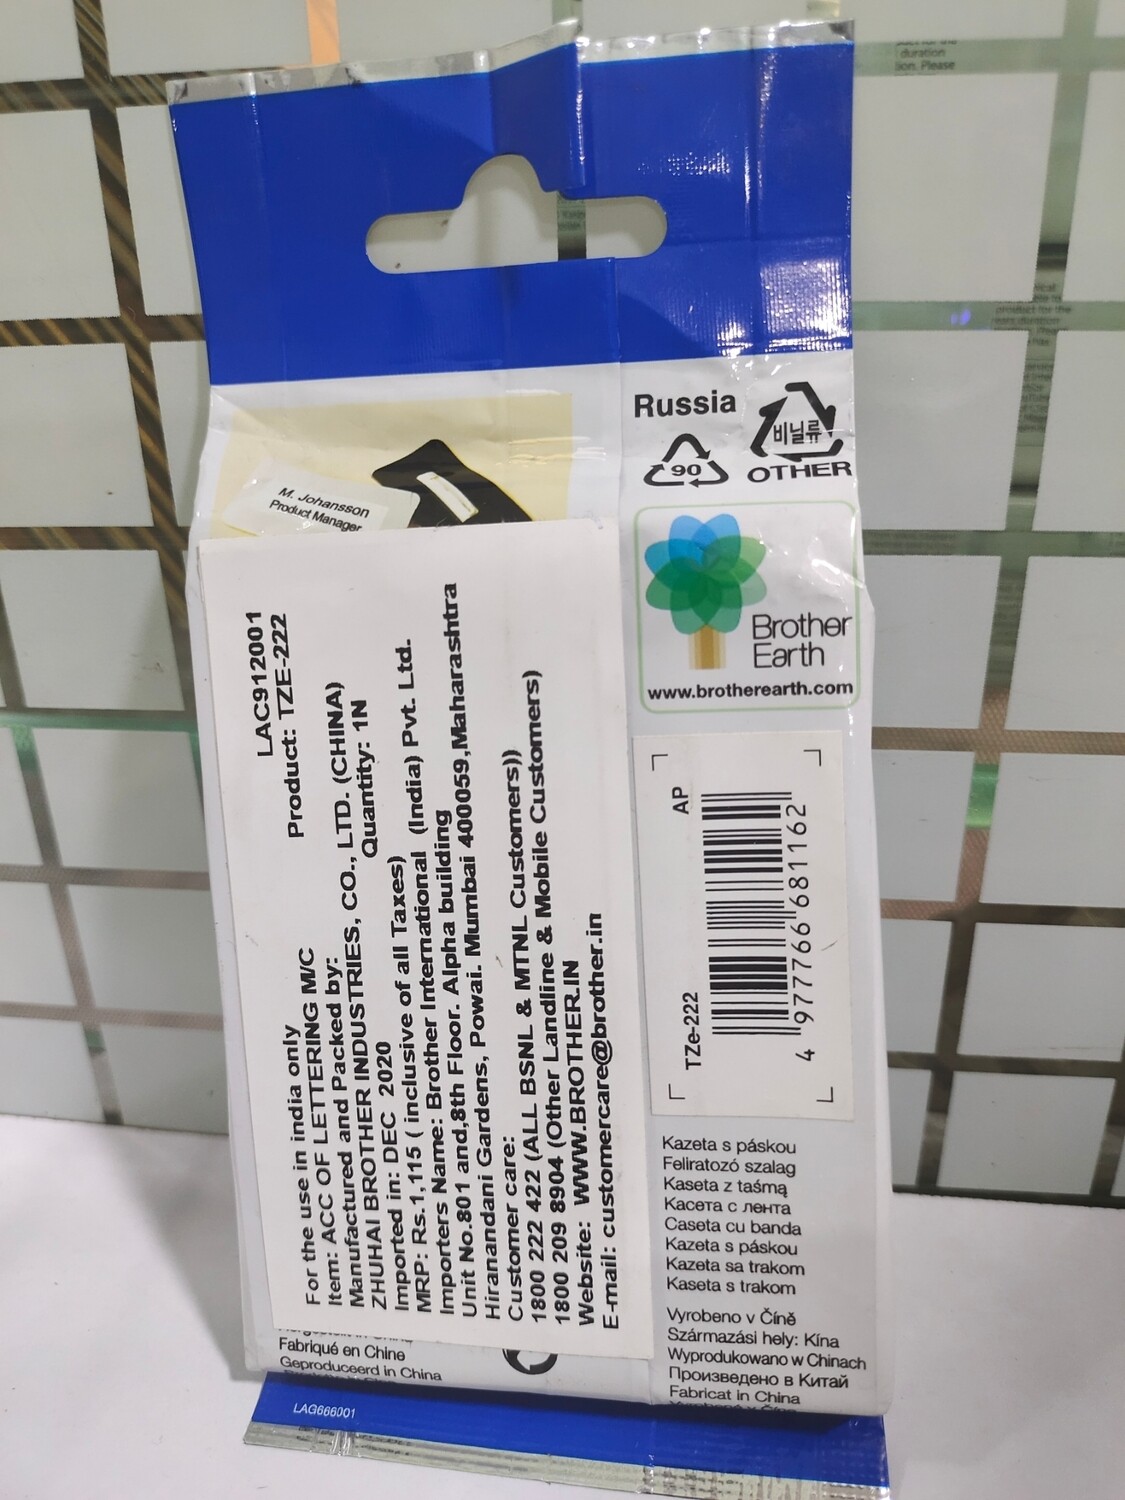 Russia
90
비닐류
OTHER
M. Johansson
Product Manager
Brother
Earth
www.brotherearth.com
LAC912001
Product: TZE-222
For the use in india only
Item: ACC OF LETTERING M/C
Manufactured and Packed by:
ZHUHAI BROTHER INDUSTRIES, CO., LTD. (CHINA)
Quantity: 1N
Imported in: DEC 2020
MRP: Rs.1,115 ( inclusive of all Taxes)
Importers Name: Brother International (India) Pvt. Ltd.
Unit No.801 and,8th Floor. Alpha building
Hiranandani Gardens, Powai. Mumbai 400059,Maharashtra
Customer care:
1800 222 422 (ALL BSNL & MTNL Customers))
1800 209 8904 (Other Landline & Mobile Customers)
Website: WWW.BROTHER.IN
E-mail: customercare@brother.in
TZe-222 AP
4 977766 681162
Kazeta s páskou
Feliratozó szalag
Kaseta z taśmą
Касета с лента
Caseta cu banda
Kazeta s páskou
Kazeta sa trakom
Kaseta s trakom
Vyrobeno v Číně
Származási hely: Kína
Wyprodukowano w Chinach
Произведено в Китай
Fabricat in China
Fabriqué en Chine
Geproduceerd in China
LAG666001